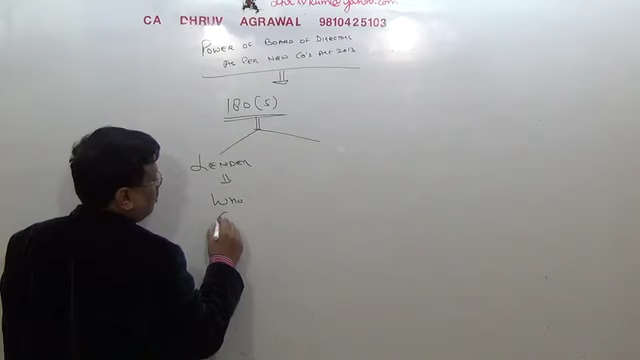 CA DHRUV AGRAWAL 9810425103
POWER OF BOARD OF DIRECTORS
AS PER NEW CO'S ACT 2013
180(5)
LENDER
WHO